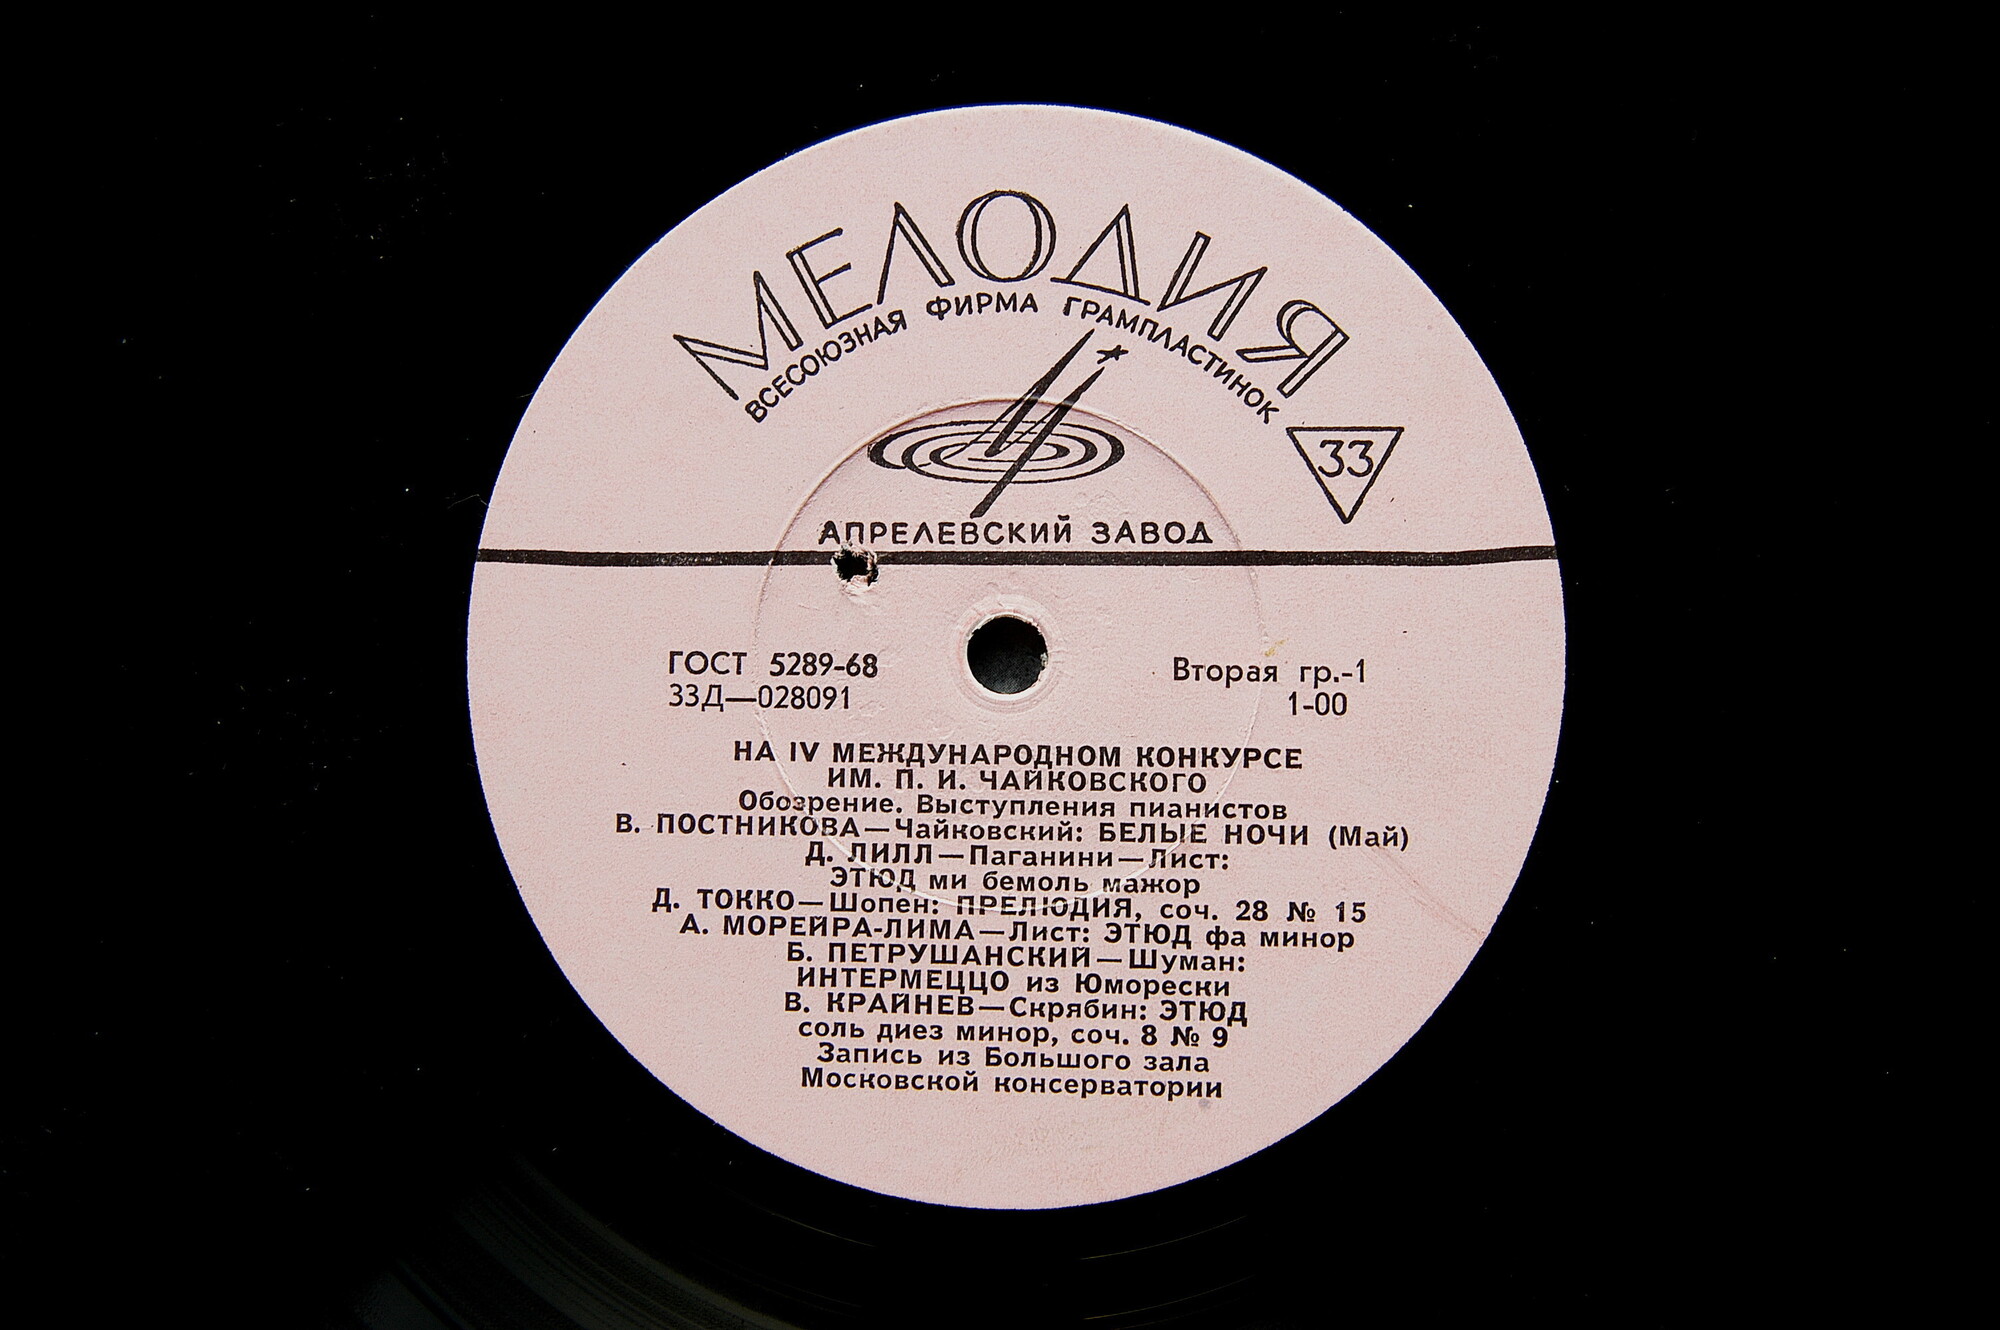 МЕЛОДИЯ
ВСЕСОЮЗНАЯ ФИРМА ГРАМПЛАСТИНОК
33
АПРЕЛЕВСКИЙ ЗАВОД
ГОСТ 5289-68
33Д—028091
Вторая гр.-1
1-00
НА IV МЕЖДУНАРОДНОМ КОНКУРСЕ
ИМ. П. И. ЧАЙКОВСКОГО
Обозрение. Выступления пианистов
В. ПОСТНИКОВА—Чайковский: БЕЛЫЕ НОЧИ (Май)
Д. ЛИЛЛ—Паганини—Лист:
ЭТЮД ми бемоль мажор
Д. ТОККО—Шопен: ПРЕЛЮДИЯ, соч. 28 № 15
А. МОРЕЙРА-ЛИМА—Лист: ЭТЮД фа минор
Б. ПЕТРУШАНСКИЙ—Шуман:
ИНТЕРМЕЦЦО из Юморески
В. КРАЙНЕВ—Скрябин: ЭТЮД
соль диез минор, соч. 8 № 9
Запись из Большого зала
Московской консерватории